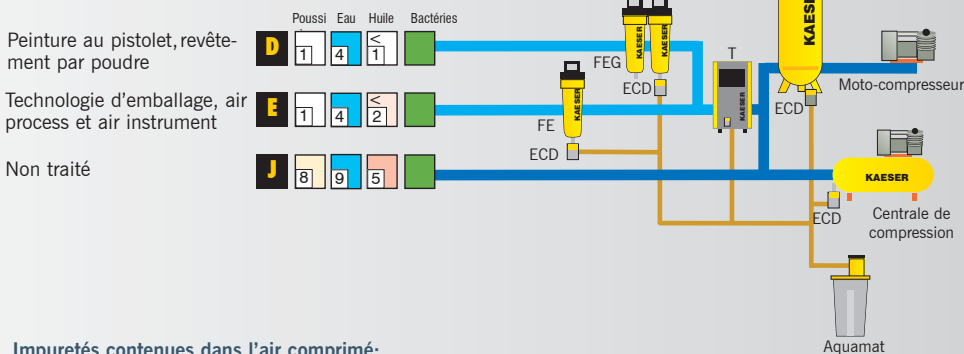 Poussi Eau Huile Bactéries
Peinture au pistolet, revête-
ment par poudre
D 1 4 < 1
Technologie d'emballage, air
process et air instrument
E 1 4 < 2
Non traité
J 8 9 5
FEG
KAESER
KAESER
ECD
FE
KAESER
ECD
T
KAESER
KAESER
ECD
Moto-compresseur
KAESER
ECD
Centrale de
compression
Aquamat
Impuretés contenues dans l'air comprimé: